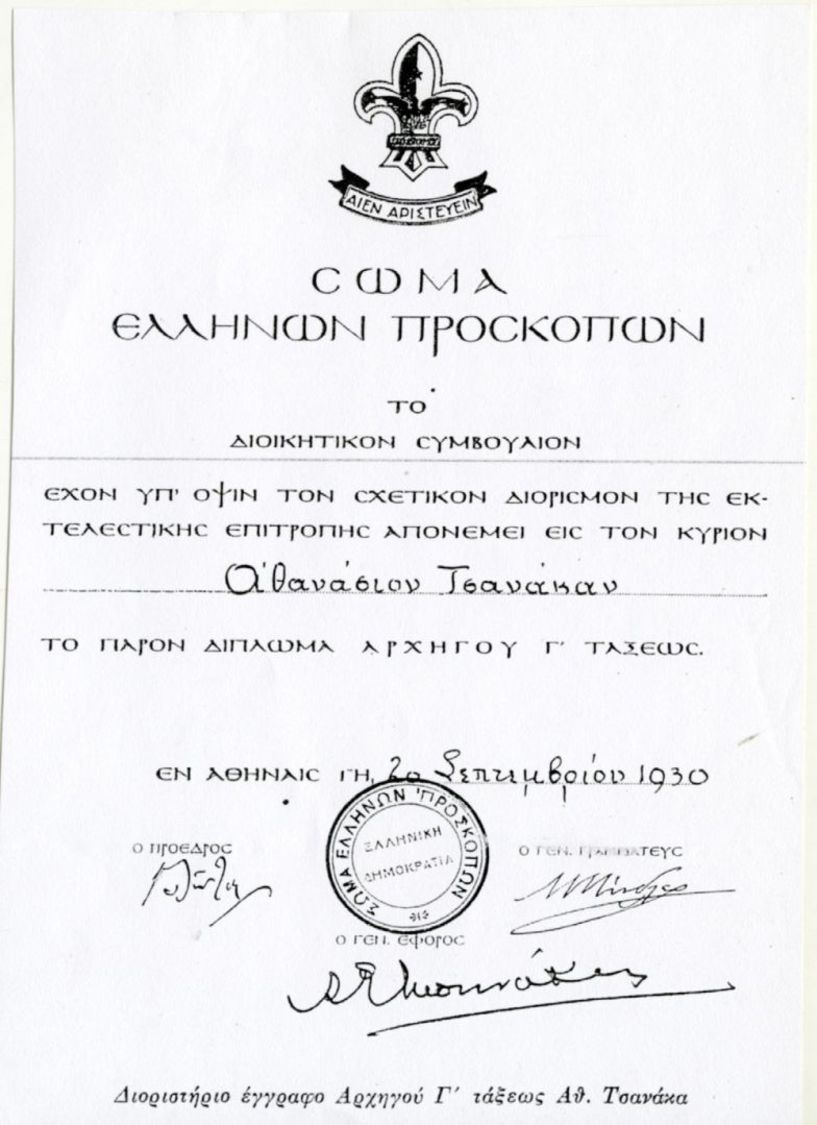 ΑΙΕΝ ΑΡΙΣΤΕΥΕΙΝ
ΣΩΜΑ
ΕΛΛΗΝΩΝ ΠΡΟΣΚΟΠΩΝ
ΤΟ
ΔΙΟΙΚΗΤΙΚΟΝ ΣΥΜΒΟΥΛΙΟΝ
ΕΧΟΝ ΥΠ' ΟΨΙΝ ΤΟΝ ΣΧΕΤΙΚΟΝ ΔΙΟΡΙΣΜΟΝ ΤΗΣ ΕΚ-
ΤΕΛΕΣΤΙΚΗΣ ΕΠΙΤΡΟΠΗΣ ΑΠΟΝΕΜΕΙ ΕΙΣ ΤΟΝ ΚΥΡΙΟΝ
Ἀθανάσιον Τσανάκαν
ΤΟ ΠΑΡΟΝ ΔΙΠΛΩΜΑ ΑΡΧΗΓΟΥ Γ' ΤΑΞΕΩΣ.
ΕΝ ΑΘΗΝΑΙΣ ΤΗ, 20 Σεπτεμβρίου 1930
ΣΩΜΑ ΕΛΛΗΝΩΝ ΠΡΟΣΚΟΠΩΝ
ΕΛΛΗΝΙΚΗ
ΔΗΜΟΚΡΑΤΙΑ
Ο ΠΡΟΕΔΡΟΣ
Ο ΓΕΝ. ΓΡΑΜΜΑΤΕΥΣ
Ο ΓΕΝ. ΕΦΟΡΟΣ
Διοριστήριο έγγραφο Αρχηγού Γ΄ τάξεως Αθ. Τσανάκα